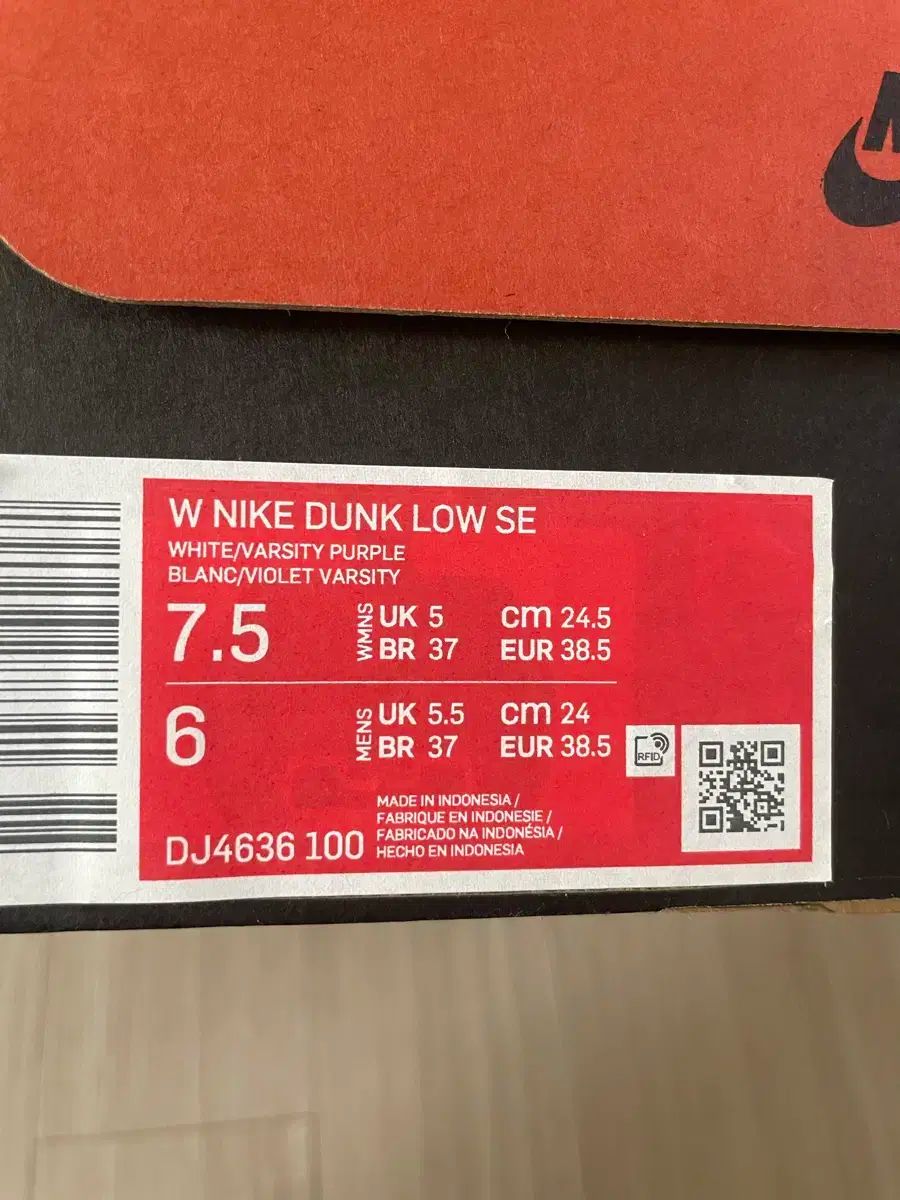 W NIKE DUNK LOW SE
WHITE/VARSITY PURPLE
BLANC/VIOLET VARSITY
7.5 WMNS UK 5 cm 24.5
BR 37 EUR 38.5
6 MENS UK 5.5 cm 24
BR 37 EUR 38.5
RFID
MADE IN INDONESIA /
FABRIQUE EN INDONESIE /
FABRICADO NA INDONÉSIA /
HECHO EN INDONESIA
DJ4636 100